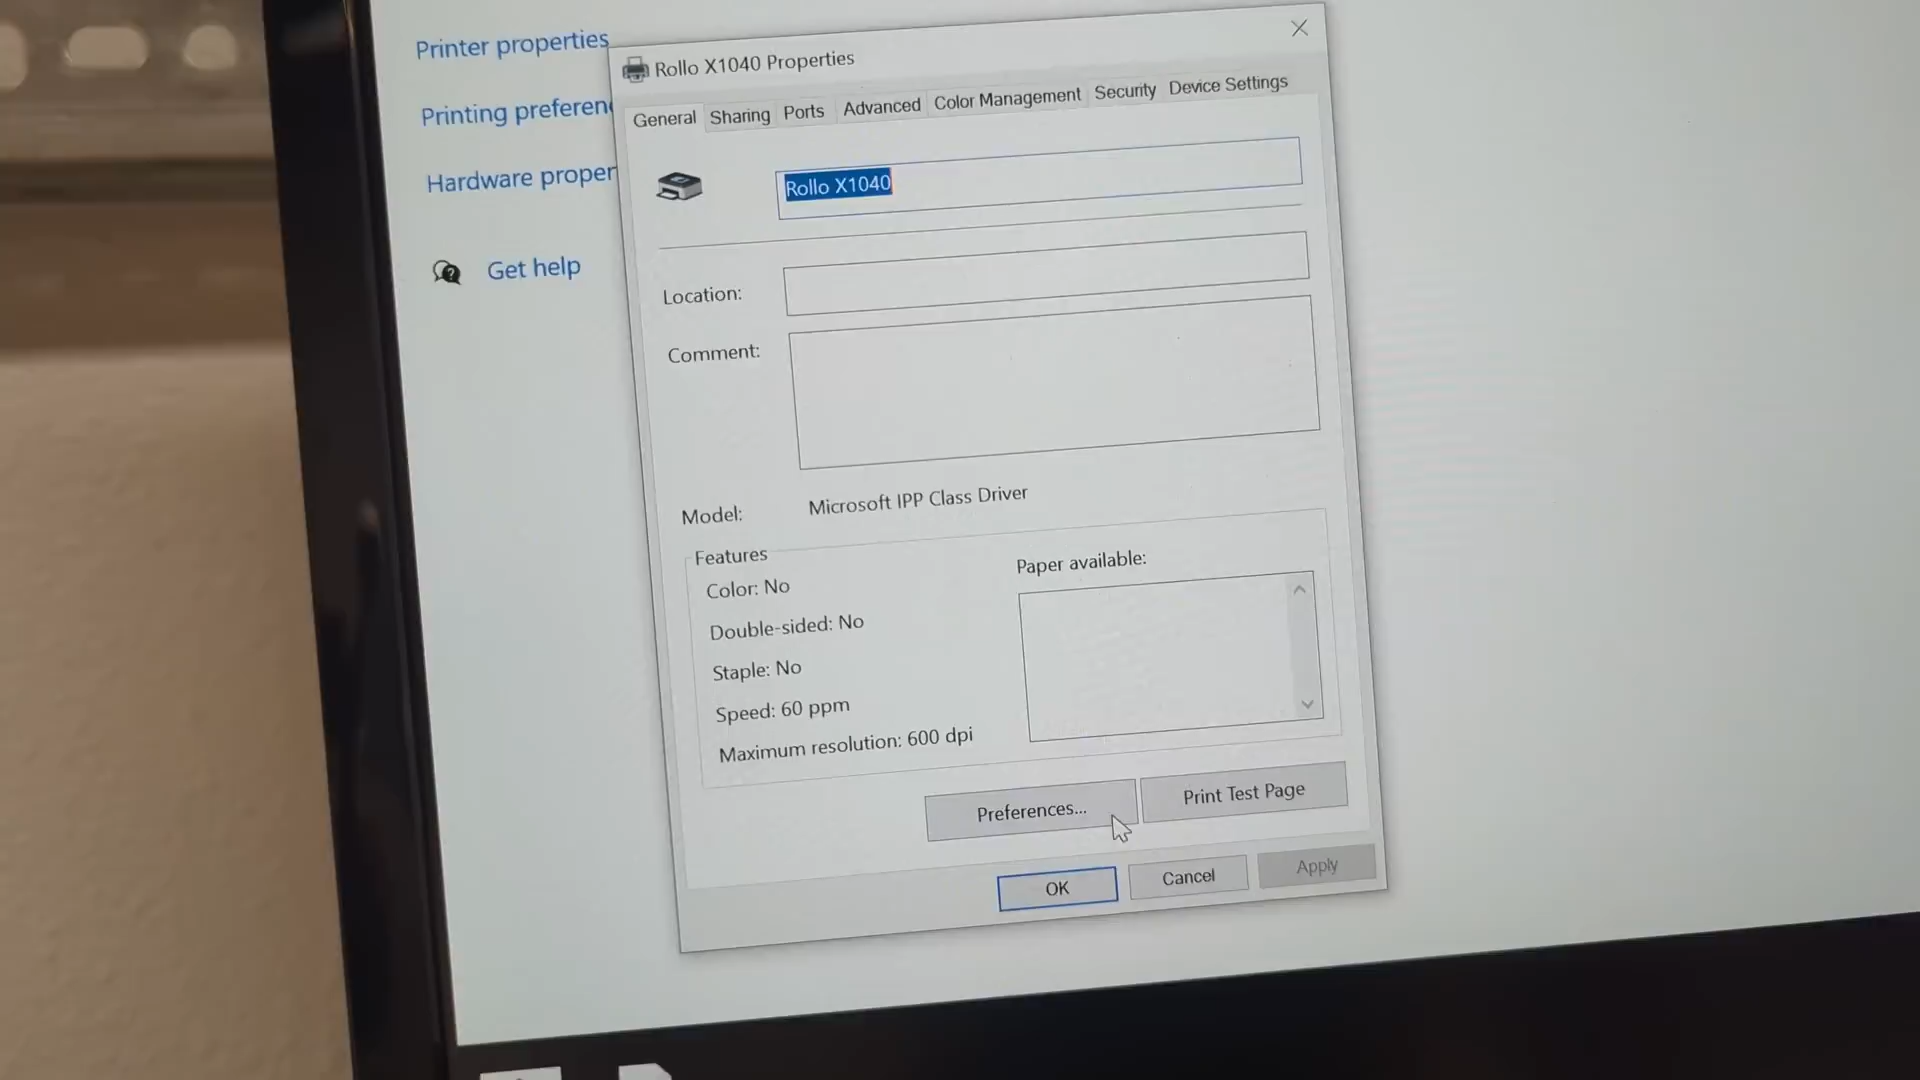 Printer properties
Printing preferen
Hardware proper
Get help
Rollo X1040 Properties
General Sharing Ports Advanced Color Management Security Device Settings
Rollo X1040
Location:
Comment:
Model: Microsoft IPP Class Driver
Features
Color: No
Double-sided: No
Staple: No
Speed: 60 ppm
Maximum resolution: 600 dpi
Paper available:
Preferences... Print Test Page
OK Cancel Apply